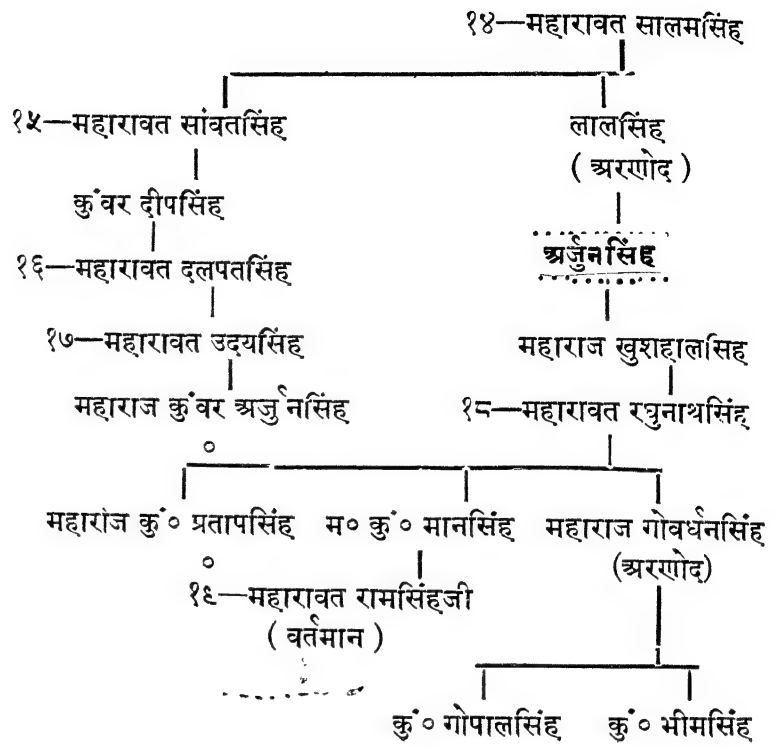 १४—महारावत सालमसिंह
१५—महारावत सांवतसिंह
लालसिंह
(अरणोद)
कुंवर दीपसिंह
अर्जुनसिंह
१६—महारावत दलपतसिंह
१७—महारावत उदयसिंह
महाराज खुशहालसिंह
महाराज कुंवर अर्जुनसिंह
१८—महारावत रघुनाथसिंह
०
महाराज कुं० प्रतापसिंह
म० कुं० मानसिंह
महाराज गोवर्धनसिंह
(अरणोद)
०
१९—महारावत रामसिंहजी
(वर्तमान)
कुं० गोपालसिंह
कुं० भीमसिंह